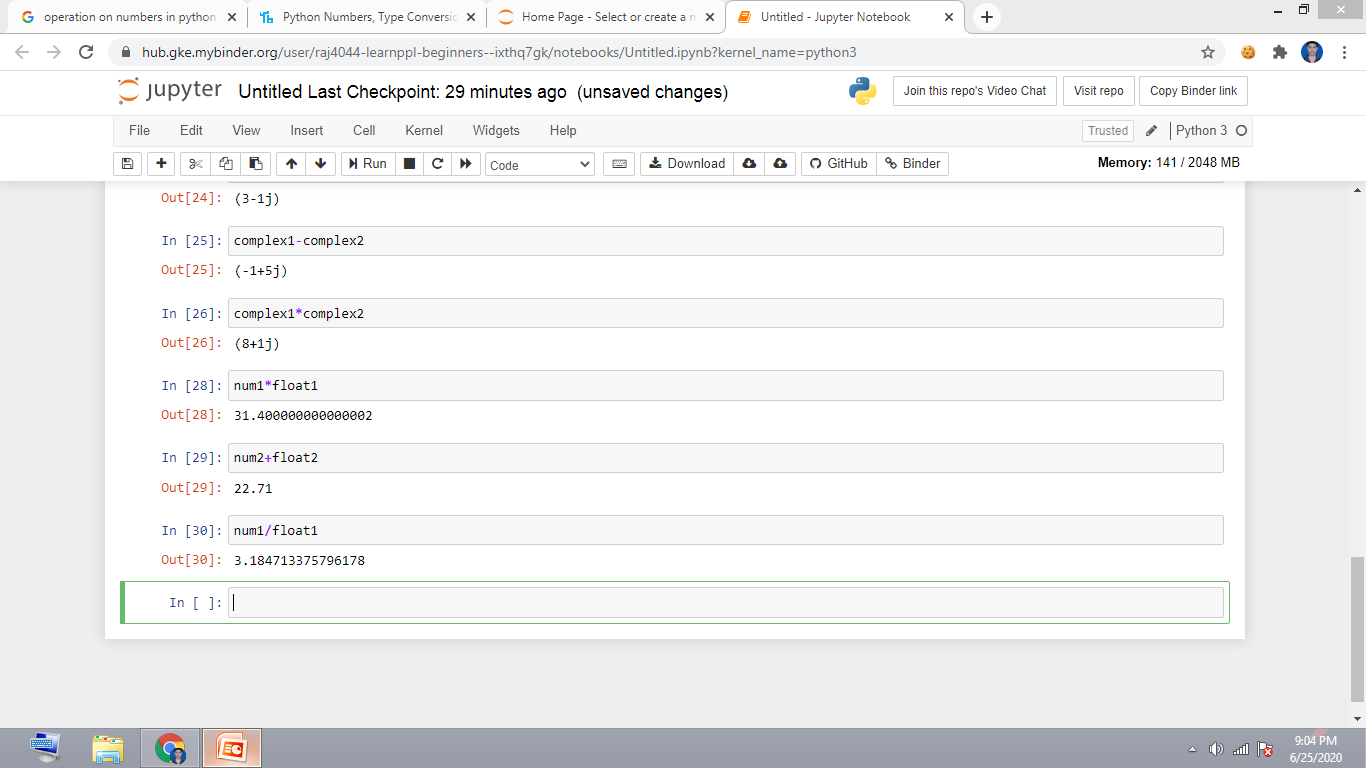 operation on numbers in python
Python Numbers, Type Conversio
Home Page - Select or create a n
Untitled - Jupyter Notebook
hub.gke.mybinder.org/user/raj4044-learnppl-beginners--ixthq7gk/notebooks/Untitled.ipynb?kernel_name=python3
jupyter Untitled Last Checkpoint: 29 minutes ago (unsaved changes)
Join this repo's Video Chat
Visit repo
Copy Binder link
File Edit View Insert Cell Kernel Widgets Help
Trusted
Python 3
Run
Code
Download
GitHub
Binder
Memory: 141 / 2048 MB
Out[24]: (3-1j)
In [25]: complex1-complex2
Out[25]: (-1+5j)
In [26]: complex1*complex2
Out[26]: (8+1j)
In [28]: num1*float1
Out[28]: 31.400000000000002
In [29]: num2+float2
Out[29]: 22.71
In [30]: num1/float1
Out[30]: 3.184713375796178
In [ ]:
9:04 PM
6/25/2020